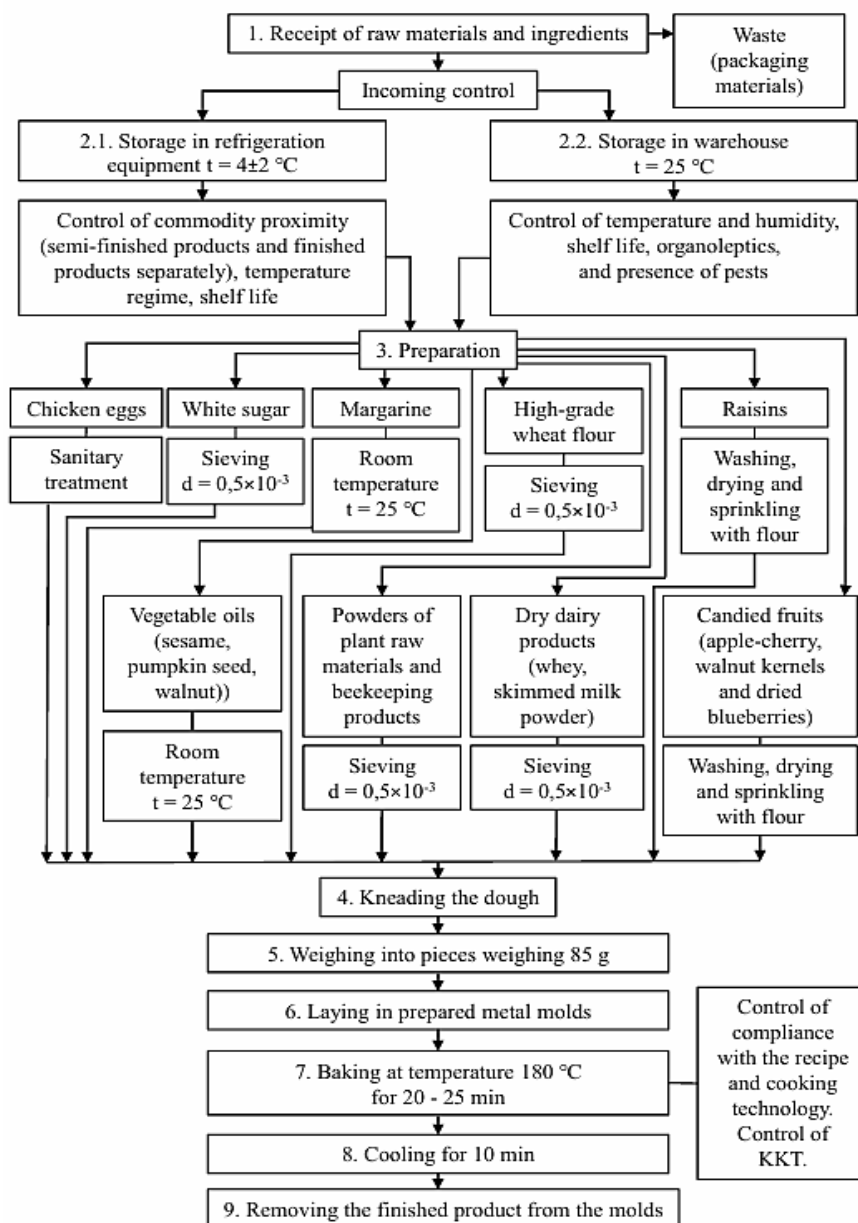 1. Receipt of raw materials and ingredients
Waste
(packaging
materials)
Incoming control
2.1. Storage in refrigeration
equipment t = 4±2 °C
2.2. Storage in warehouse
t = 25 °C
Control of commodity proximity
(semi-finished products and finished
products separately), temperature
regime, shelf life
Control of temperature and humidity,
shelf life, organoleptics,
and presence of pests
3. Preparation
Chicken eggs
White sugar
Margarine
High-grade
wheat flour
Raisins
Sanitary
treatment
Sieving
d = 0,5×10⁻³
Room
temperature
t = 25 °C
Sieving
d = 0,5×10⁻³
Washing,
drying and
sprinkling
with flour
Vegetable oils
(sesame,
pumpkin seed,
walnut))
Powders of
plant raw
materials and
beekeeping
products
Dry dairy
products
(whey,
skimmed milk
powder)
Candied fruits
(apple-cherry,
walnut kernels
and dried
blueberries)
Room
temperature
t = 25 °C
Sieving
d = 0,5×10⁻³
Sieving
d = 0,5×10⁻³
Washing, drying
and sprinkling
with flour
4. Kneading the dough
5. Weighing into pieces weighing 85 g
6. Laying in prepared metal molds
7. Baking at temperature 180 °C
for 20 - 25 min
Control of
compliance
with the recipe
and cooking
technology.
Control of
KKT.
8. Cooling for 10 min
9. Removing the finished product from the molds